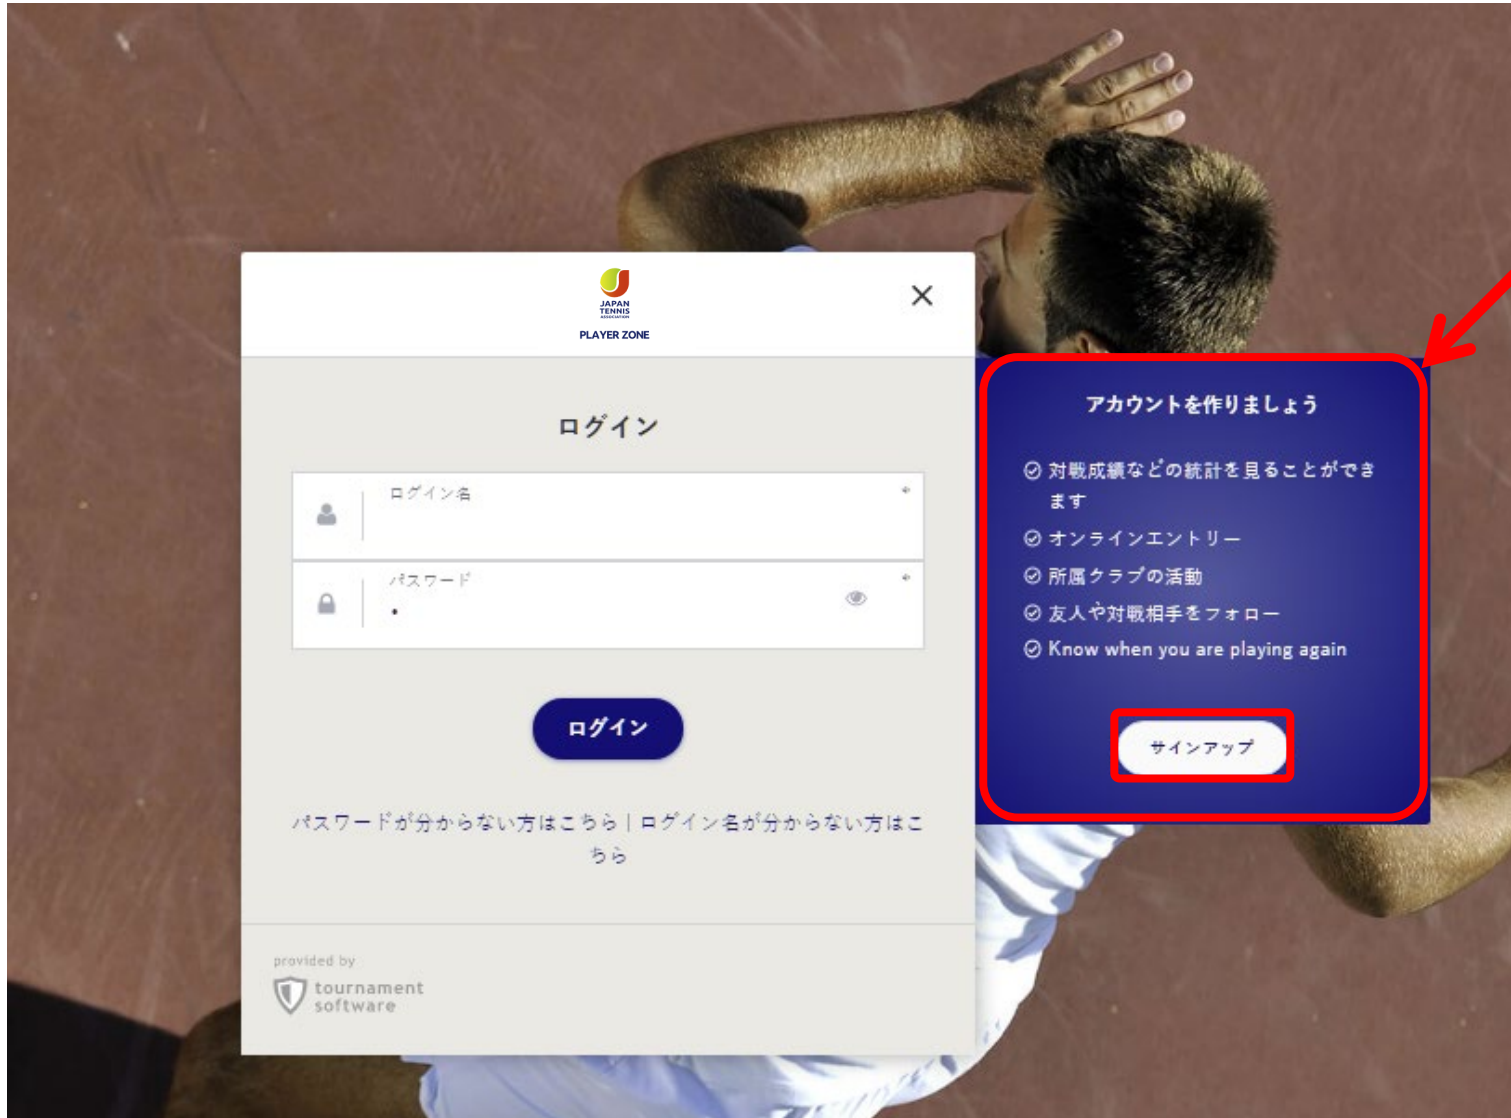 JAPAN
TENNIS
ASSOCIATION
PLAYER ZONE
ログイン
ログイン名
パスワード
ログイン
パスワードが分からない方はこちら | ログイン名が分からない方はこ
ちら
provided by
tournament
software
アカウントを作りましょう
対戦成績などの統計を見ることができ
ます
オンラインエントリー
所属クラブの活動
友人や対戦相手をフォロー
Know when you are playing again
サインアップ